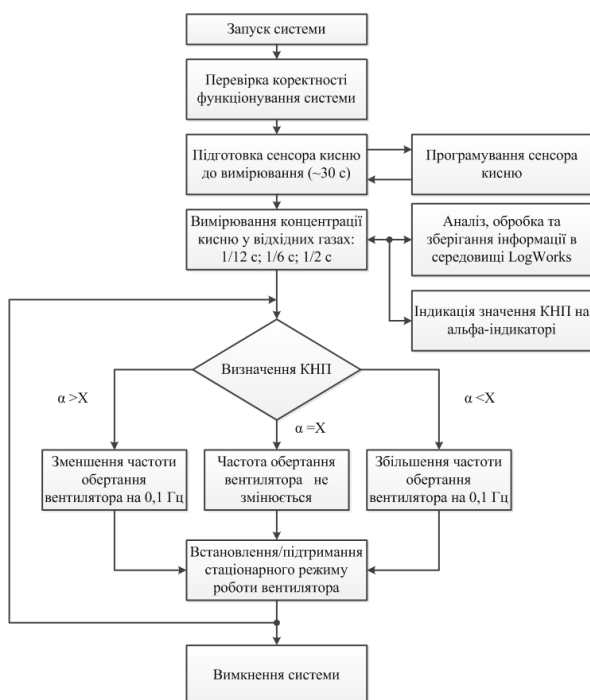 Запуск системи
Перевірка коректності
функціонування системи
Підготовка сенсора кисню
до вимірювання (~30 с)
Програмування сенсора
кисню
Вимірювання концентрації
кисню у відхідних газах:
1/12 с; 1/6 с; 1/2 с
Аналіз, обробка та
зберігання інформації в
середовищі LogWorks
Індикація значення КНП на
альфа-індикаторі
Визначення КНП
α >X
α =X
α <X
Зменшення частоти
обертання
вентилятора на 0,1 Гц
Частота обертання
вентилятора не
змінюється
Збільшення частоти
обертання
вентилятора на 0,1 Гц
Встановлення/підтримання
стаціонарного режиму
роботи вентилятора
Вимкнення системи